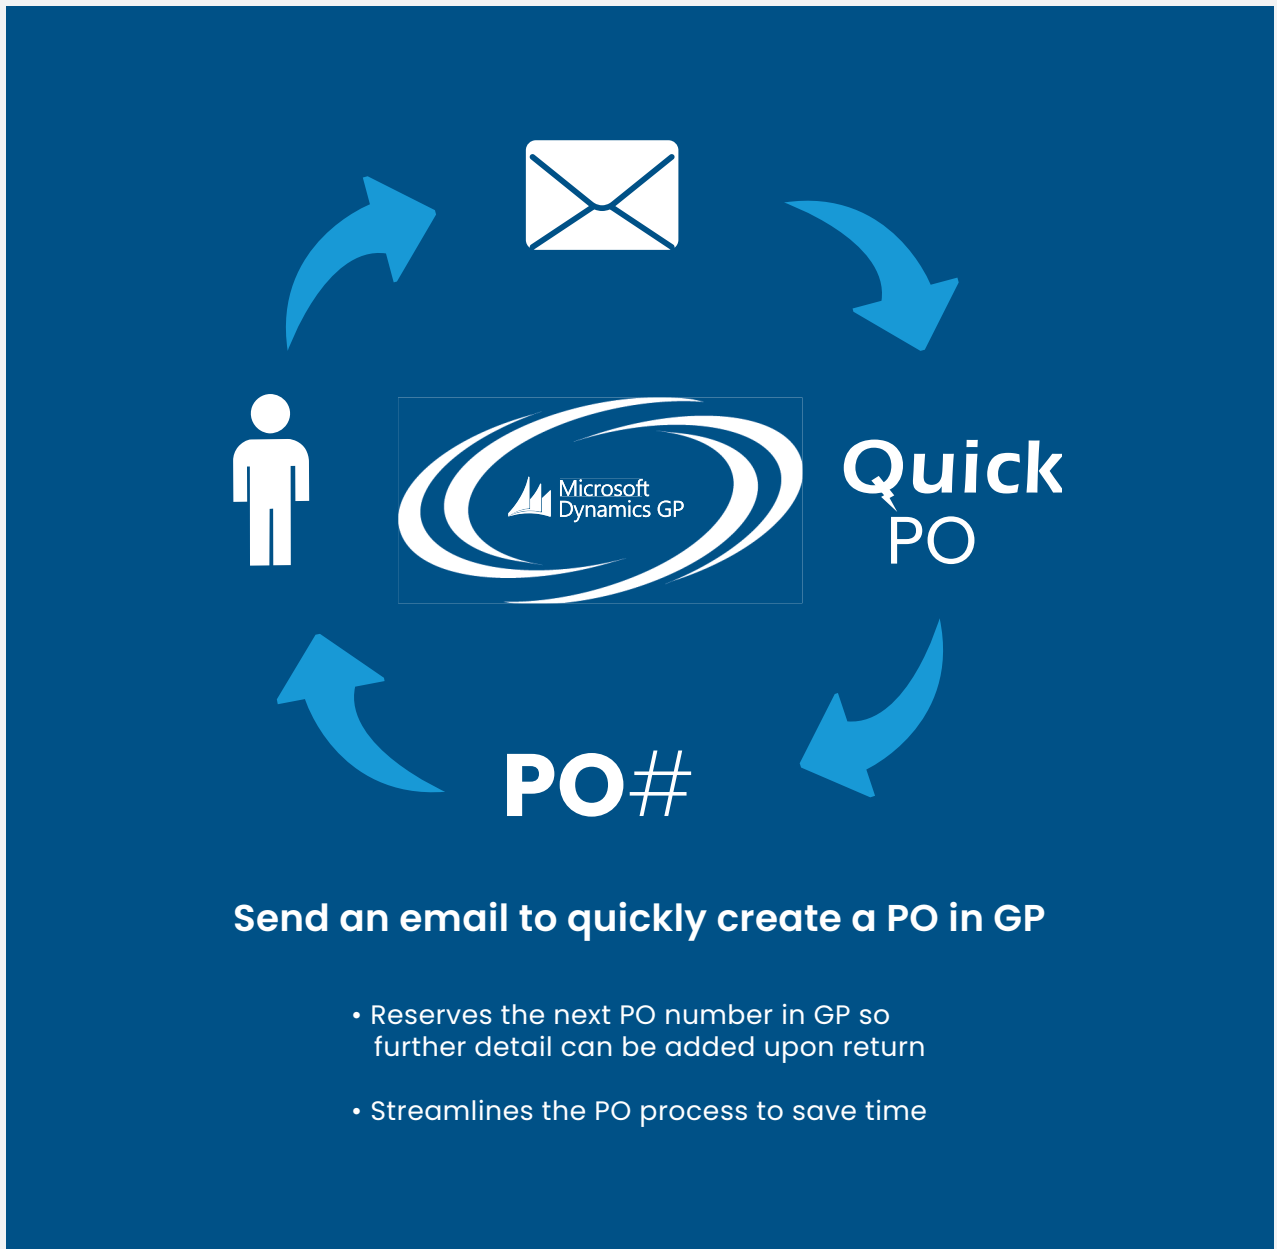 Microsoft
Dynamics GP
Quick
PO
PO#
Send an email to quickly create a PO in GP
• Reserves the next PO number in GP so
further detail can be added upon return
• Streamlines the PO process to save time